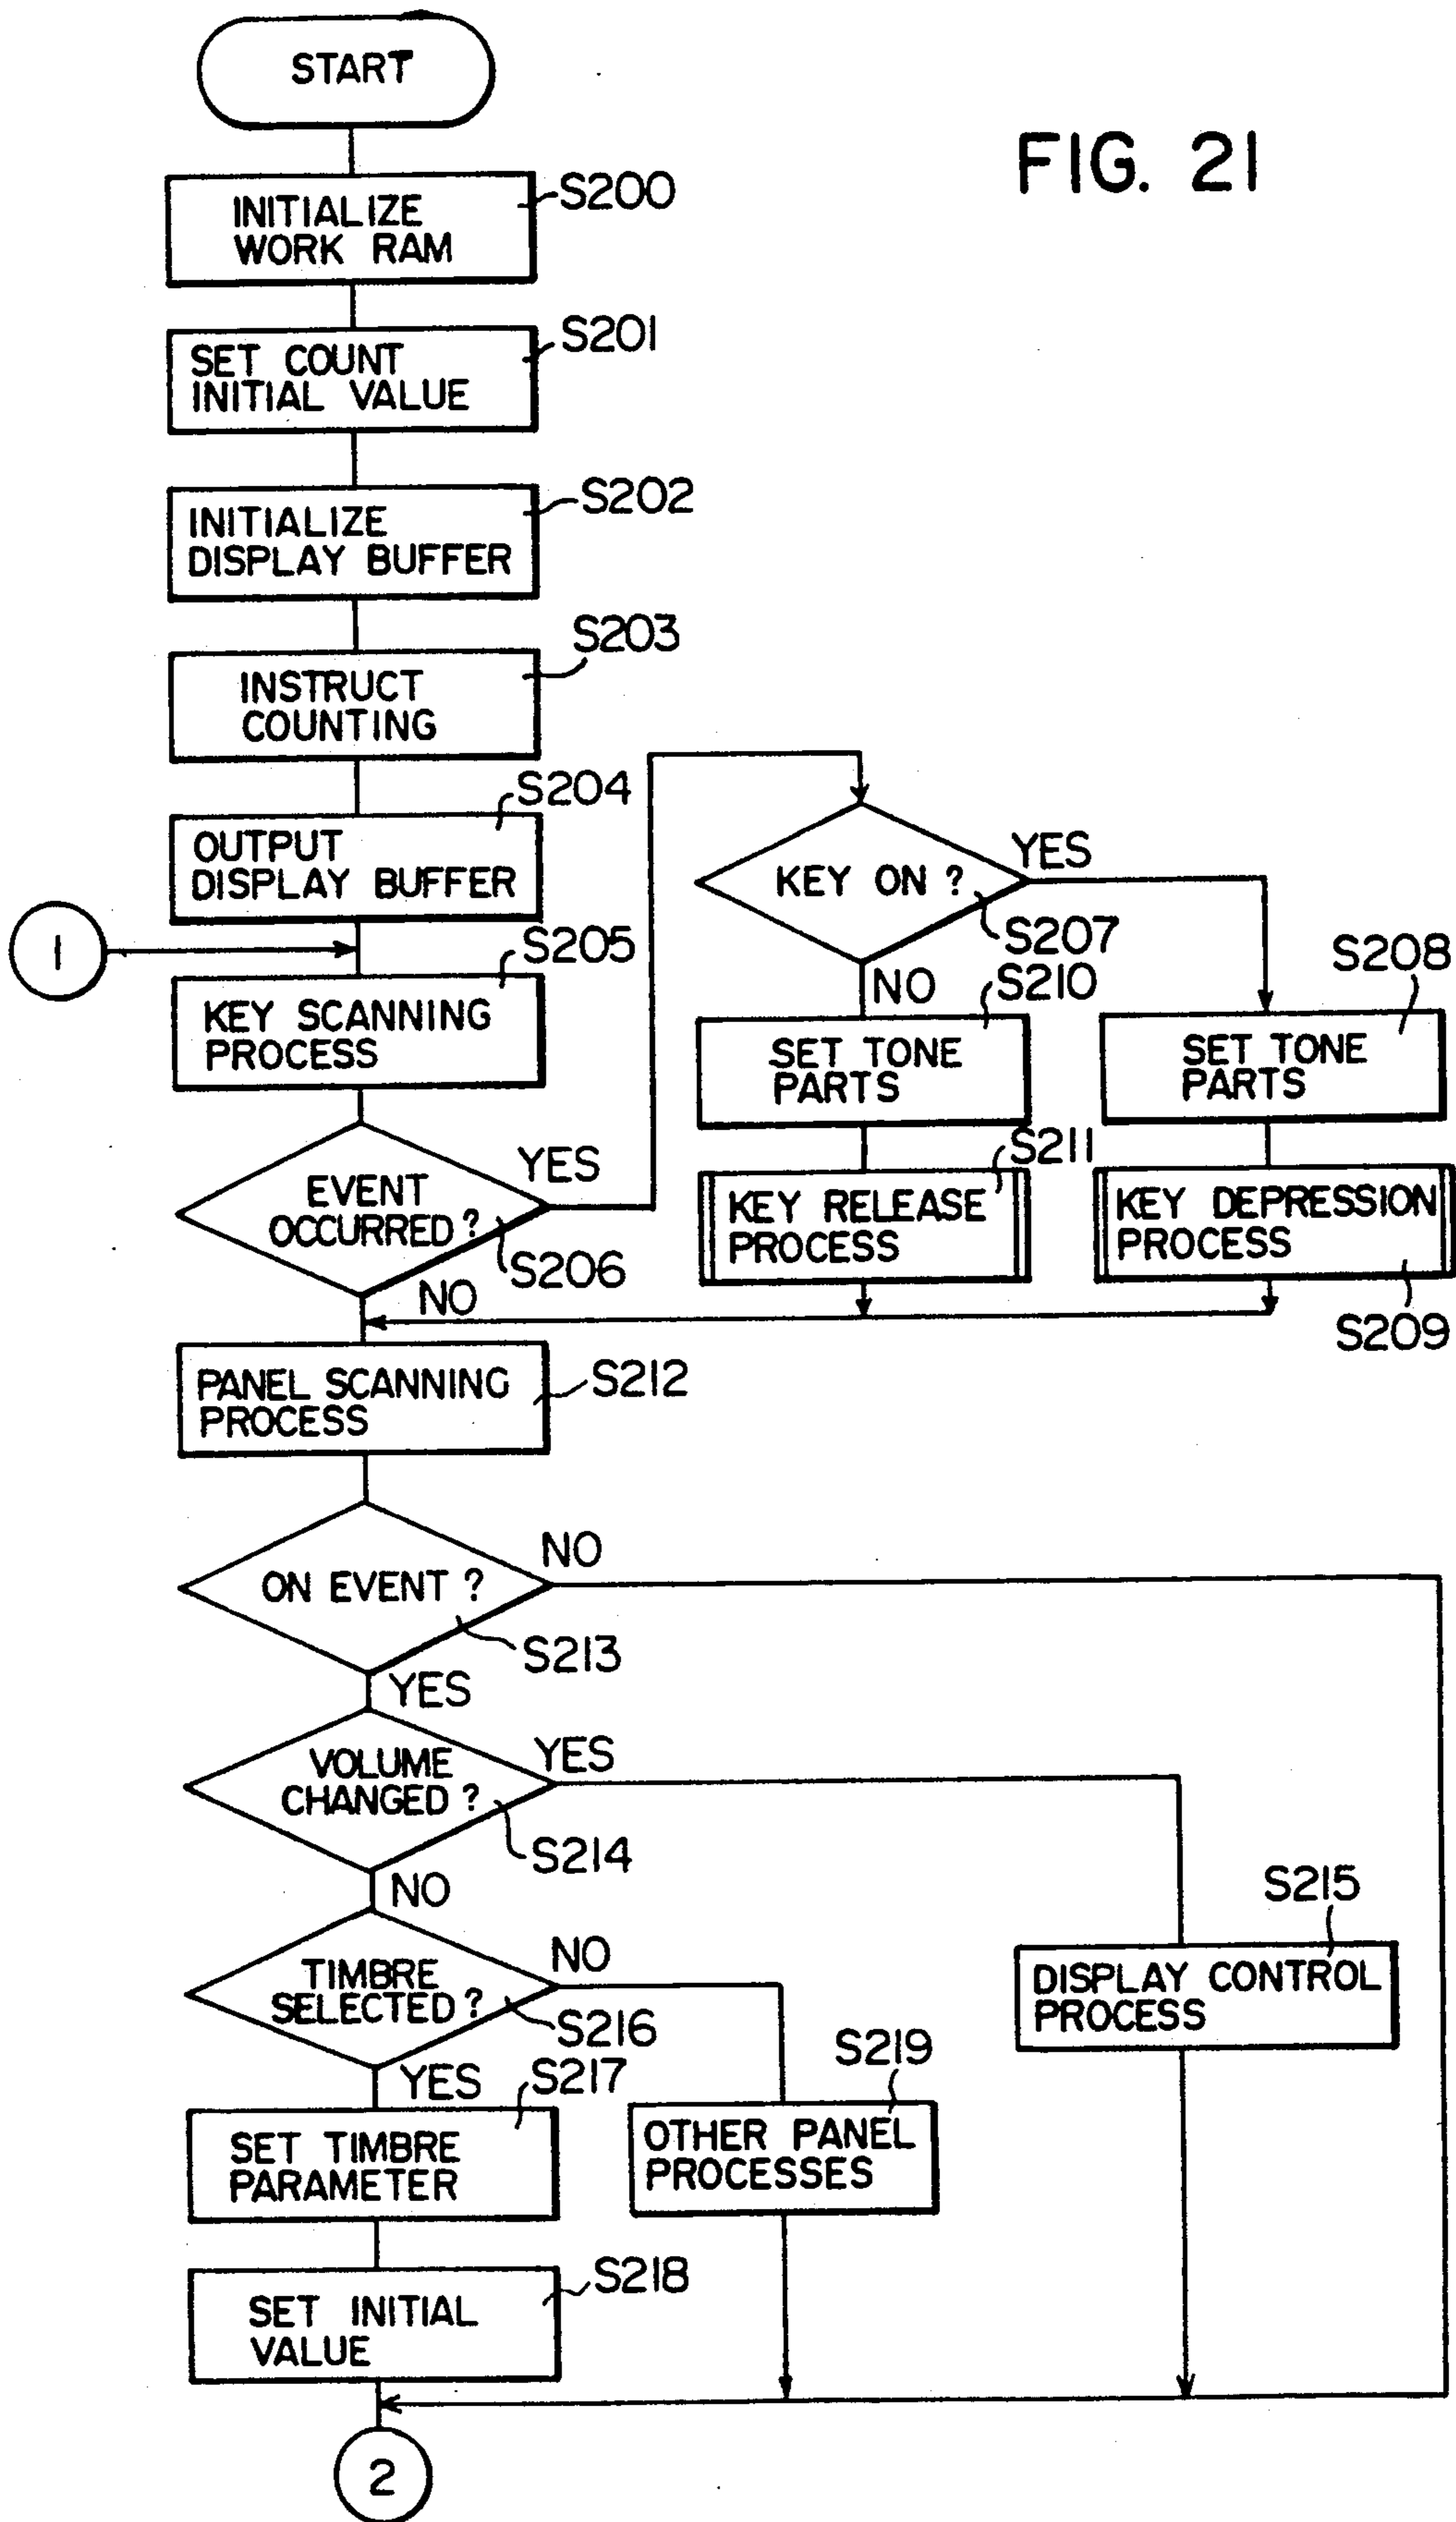 START
FIG. 21
S200
INITIALIZE
WORK RAM
S201
SET COUNT
INITIAL VALUE
S202
INITIALIZE
DISPLAY BUFFER
S203
INSTRUCT
COUNTING
S204
OUTPUT
DISPLAY BUFFER
1
S205
KEY SCANNING
PROCESS
EVENT
OCCURRED ?
YES
S206
NO
KEY ON ?
YES
S207
NO
S210
SET TONE
PARTS
S211
KEY RELEASE
PROCESS
S208
SET TONE
PARTS
KEY DEPRESSION
PROCESS
S209
PANEL SCANNING
PROCESS
S212
ON EVENT ?
NO
S213
YES
VOLUME
CHANGED ?
YES
S214
NO
S215
DISPLAY CONTROL
PROCESS
TIMBRE
SELECTED ?
NO
S216
YES
S217
SET TIMBRE
PARAMETER
S219
OTHER PANEL
PROCESSES
S218
SET INITIAL
VALUE
2